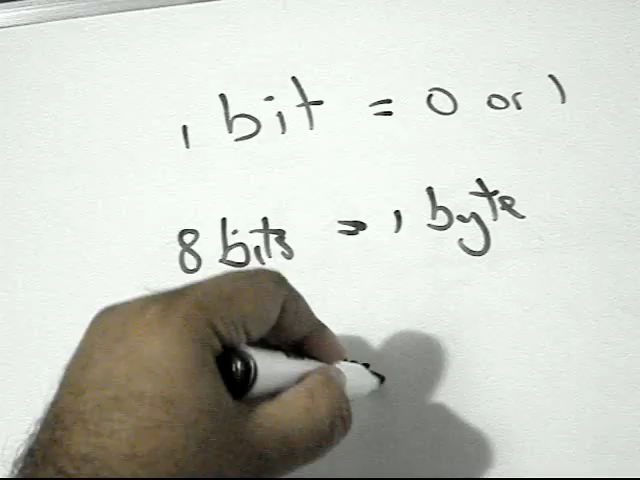 1 bit = 0 or 1
8 bits = 1 byte